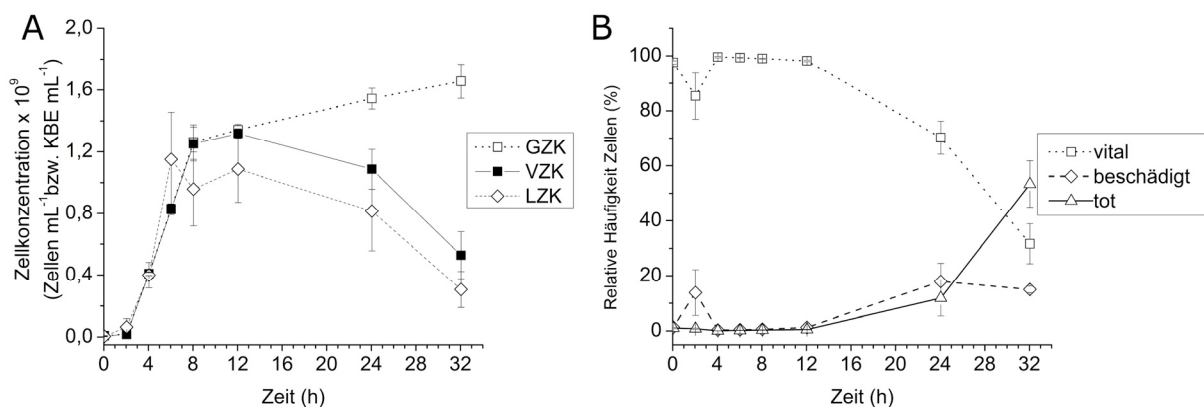 A
Zellkonzentration x 10⁹
(Zellen mL⁻¹bzw. KBE mL⁻¹)
2,0
1,6
1,2
0,8
0,4
0,0
0 4 8 12 16 20 24 28 32
Zeit (h)
GZK
VZK
LZK
B
Relative Häufigkeit Zellen (%)
100
80
60
40
20
0
0 4 8 12 16 20 24 28 32
Zeit (h)
vital
beschädigt
tot